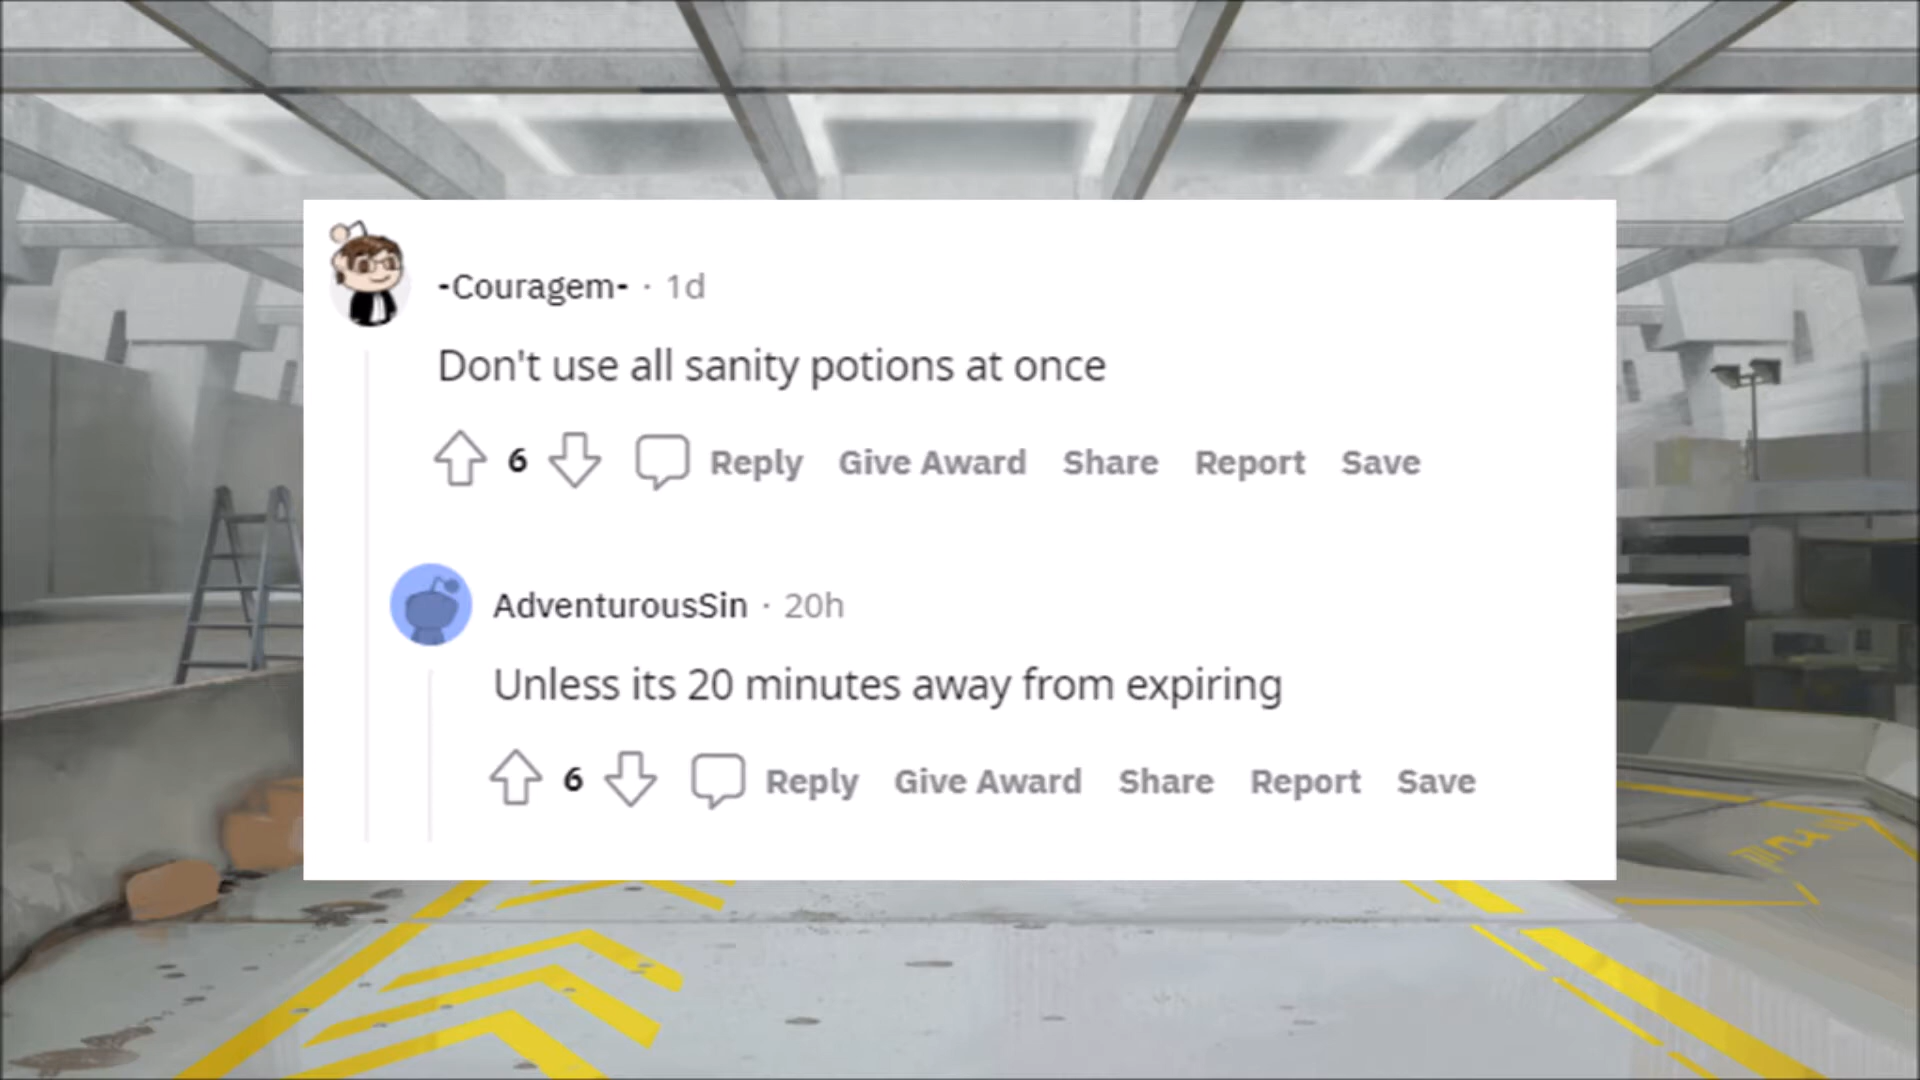 -Couragem- · 1d
Don't use all sanity potions at once
6 Reply Give Award Share Report Save
AdventurousSin · 20h
Unless its 20 minutes away from expiring
6 Reply Give Award Share Report Save